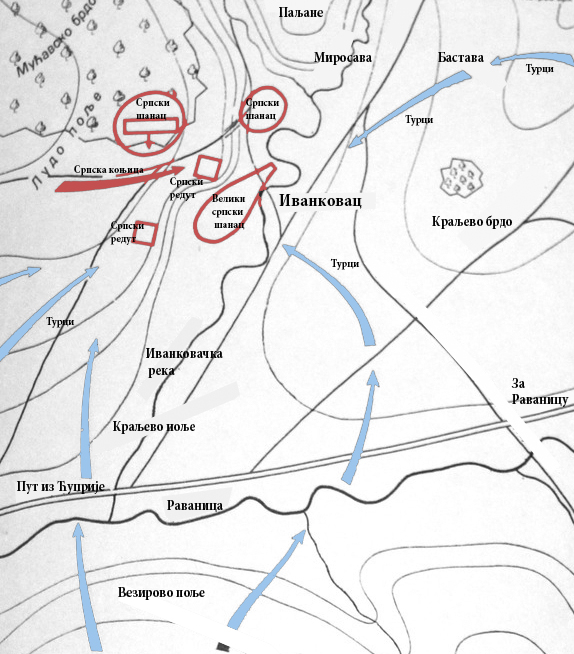 Паљане
Мућавско брдо
Миросава
Бастава
Турци
Српски
шанац
Српски
шанац
Турци
Лудо поље
Српска коњица
Српски
редут
Велики
српски
шанац
Иванковац
Српски
редут
Краљево брдо
Турци
Турци
Иванковачка
река
За
Раваницу
Краљево поље
Пут из Ћуприје
Раваница
Везирово поље